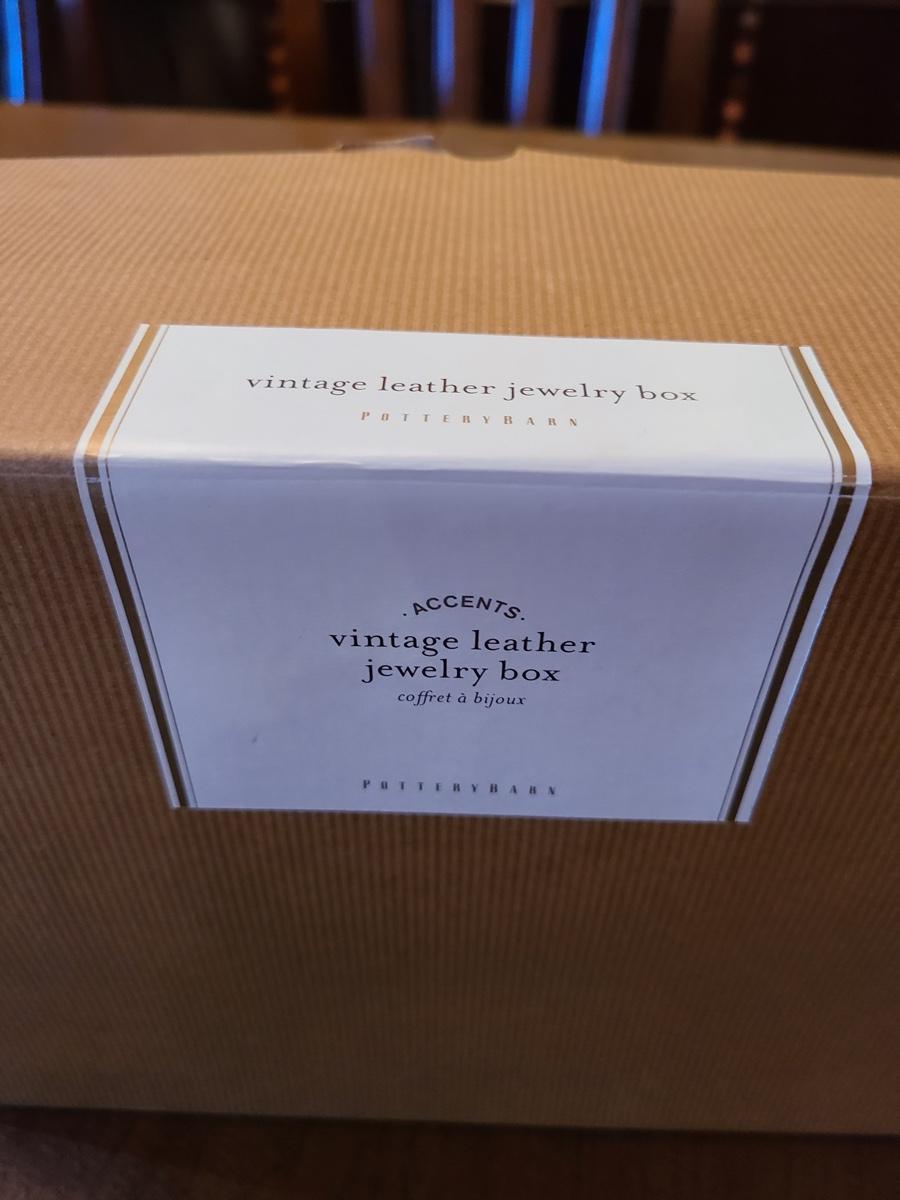 vintage leather jewelry box
POTTERYBARN
.ACCENTS.
vintage leather
jewelry box
coffret à bijoux
POTTERYBARN